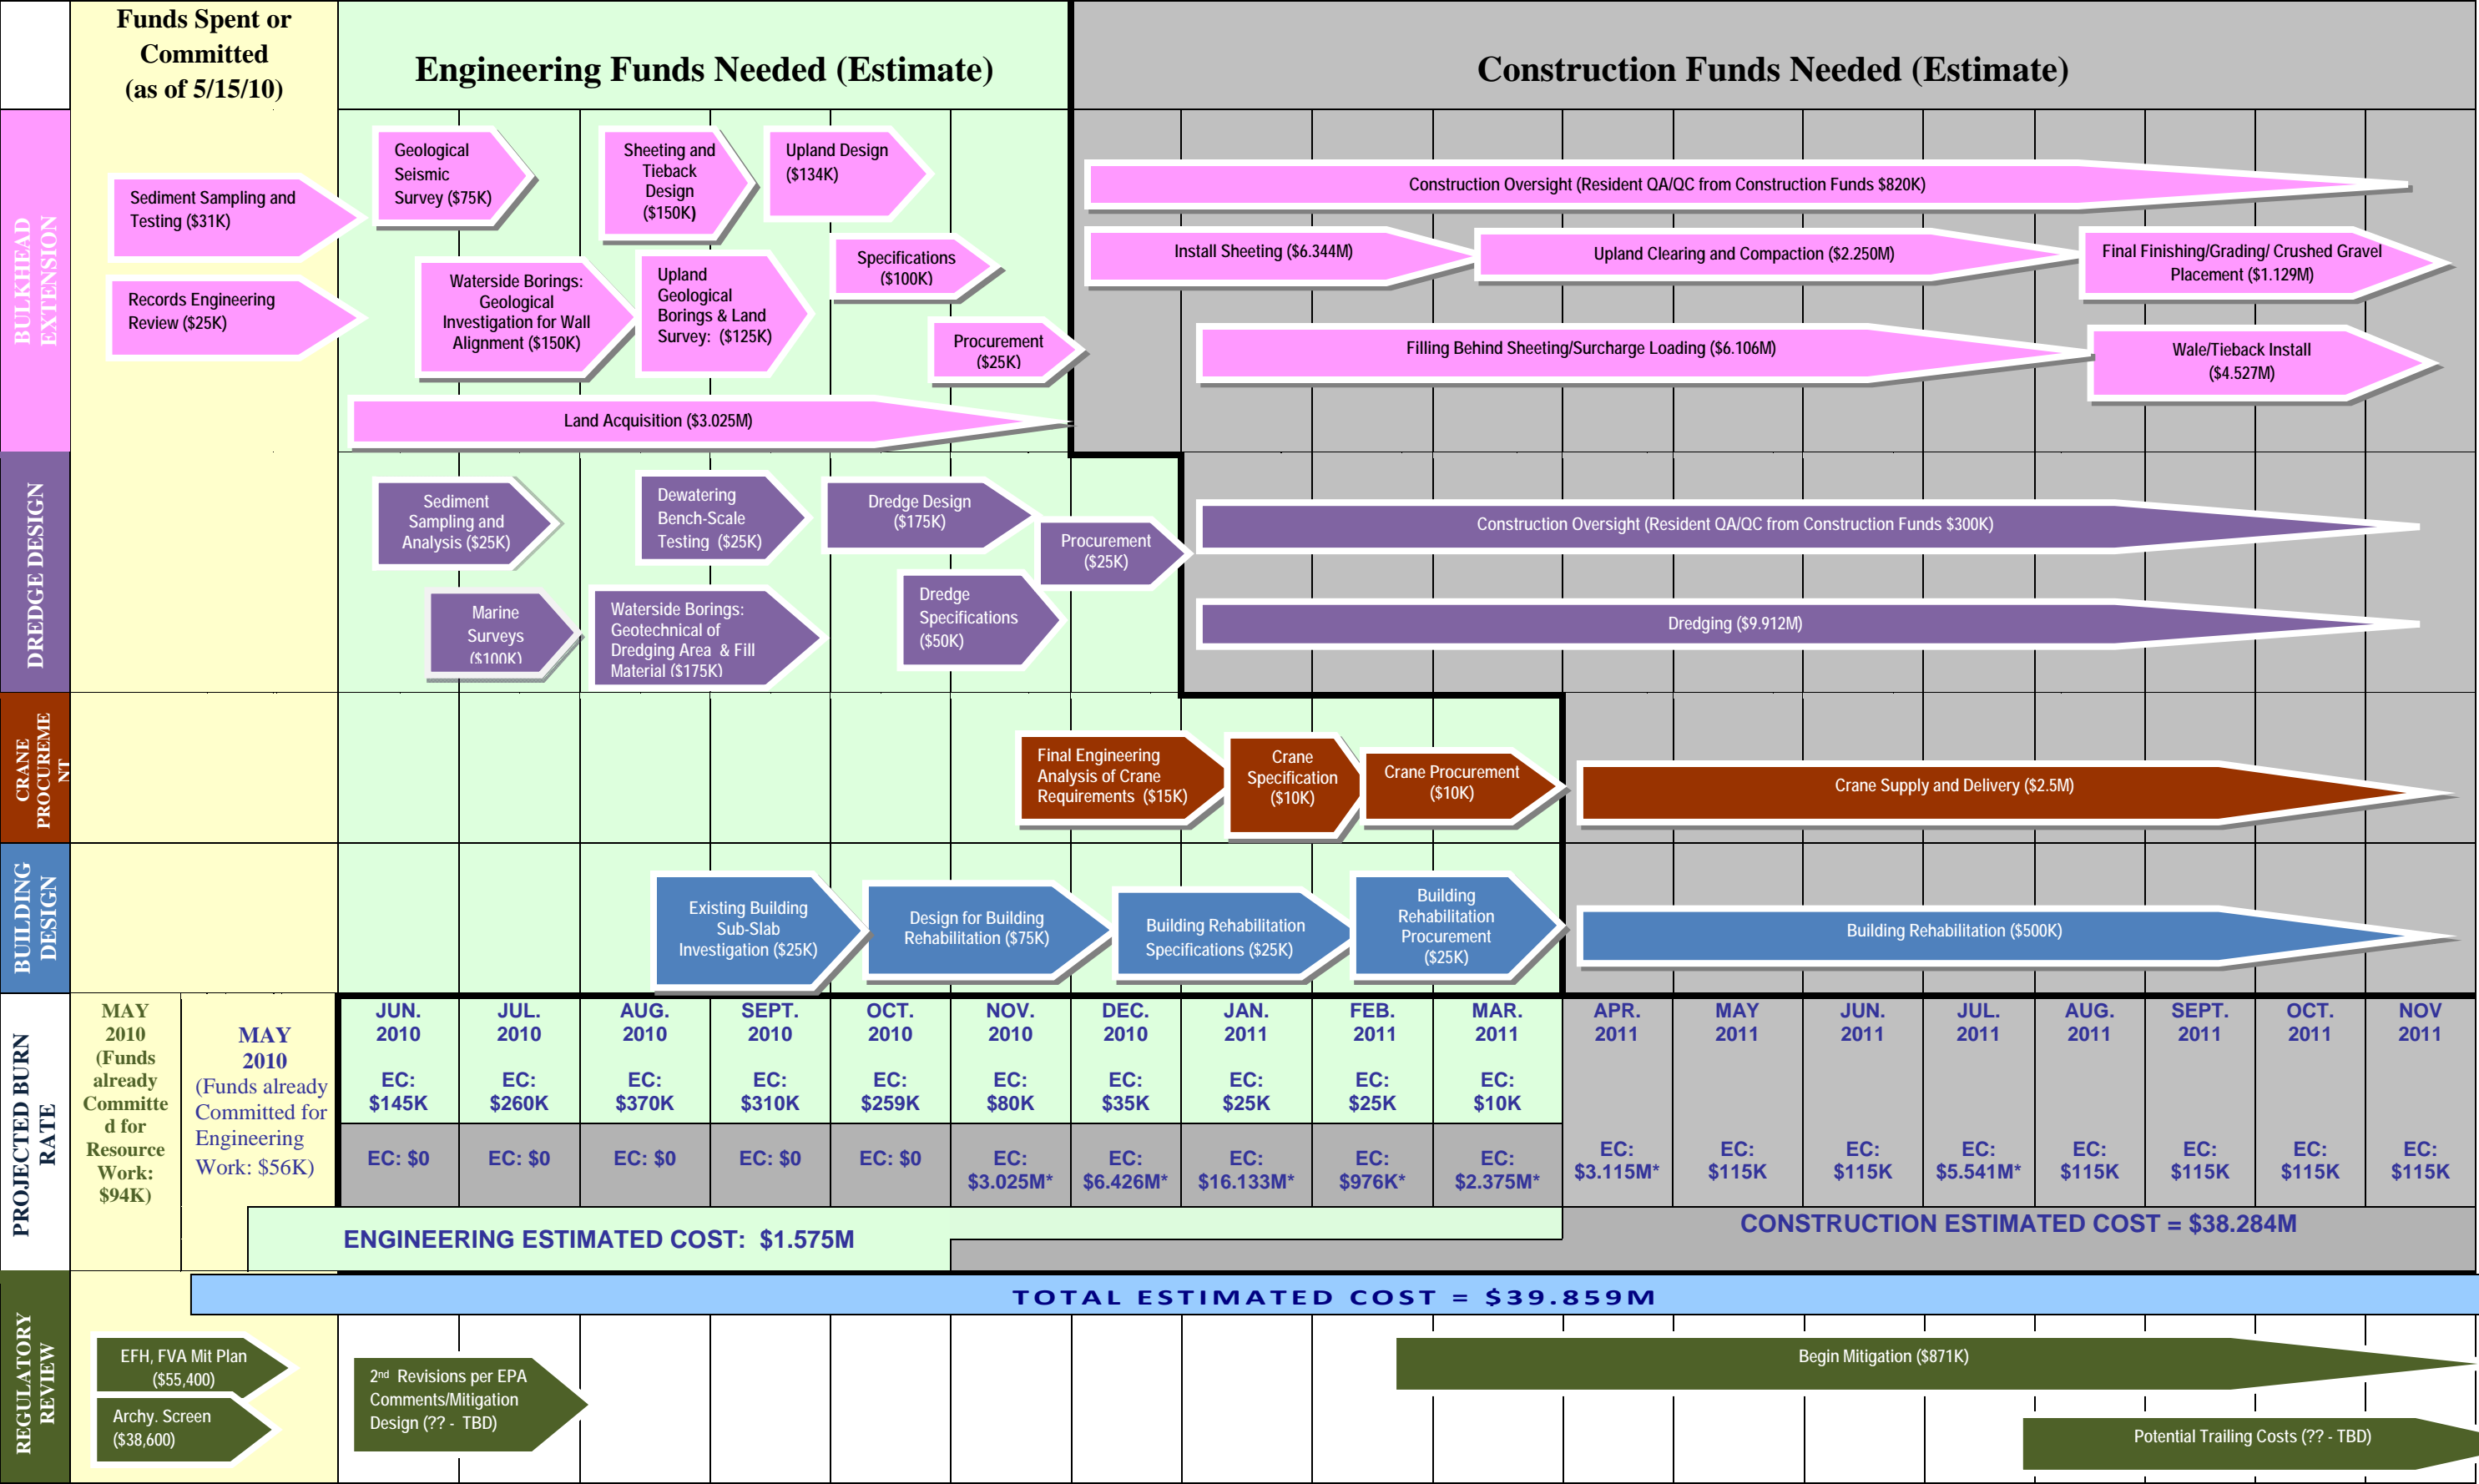 Funds Spent or
Committed
(as of 5/15/10)
Engineering Funds Needed (Estimate)
Construction Funds Needed (Estimate)
BULKHEAD
EXTENSION
Sediment Sampling and
Testing ($31K)
Records Engineering
Review ($25K)
Geological
Seismic
Survey ($75K)
Sheeting and
Tieback
Design
($150K)
Upland Design
($134K)
Waterside Borings:
Geological
Investigation for Wall
Alignment ($150K)
Upland
Geological
Borings & Land
Survey: ($125K)
Specifications
($100K)
Procurement
($25K)
Land Acquisition ($3.025M)
Construction Oversight (Resident QA/QC from Construction Funds $820K)
Install Sheeting ($6.344M)
Upland Clearing and Compaction ($2.250M)
Final Finishing/Grading/ Crushed Gravel
Placement ($1.129M)
Filling Behind Sheeting/Surcharge Loading ($6.106M)
Wale/Tieback Install
($4.527M)
DREDGE DESIGN
Sediment
Sampling and
Analysis ($25K)
Marine
Surveys
($100K)
Dewatering
Bench-Scale
Testing ($25K)
Waterside Borings:
Geotechnical of
Dredging Area & Fill
Material ($175K)
Dredge Design
($175K)
Dredge
Specifications
($50K)
Procurement
($25K)
Construction Oversight (Resident QA/QC from Construction Funds $300K)
Dredging ($9.912M)
CRANE
PROCUREME
NT
Final Engineering
Analysis of Crane
Requirements ($15K)
Crane
Specification
($10K)
Crane Procurement
($10K)
Crane Supply and Delivery ($2.5M)
BUILDING
DESIGN
Existing Building
Sub-Slab
Investigation ($25K)
Design for Building
Rehabilitation ($75K)
Building Rehabilitation
Specifications ($25K)
Building
Rehabilitation
Procurement
($25K)
Building Rehabilitation ($500K)
PROJECTED BURN
RATE
MAY
2010
(Funds
already
Committe
d for
Resource
Work:
$94K)
MAY
2010
(Funds already
Committed for
Engineering
Work: $56K)
JUN.
2010
EC:
$145K
EC: $0
JUL.
2010
EC:
$260K
EC: $0
AUG.
2010
EC:
$370K
EC: $0
SEPT.
2010
EC:
$310K
EC: $0
OCT.
2010
EC:
$259K
EC: $0
NOV.
2010
EC:
$80K
EC:
$3.025M*
DEC.
2010
EC:
$35K
EC:
$6.426M*
JAN.
2011
EC:
$25K
EC:
$16.133M*
FEB.
2011
EC:
$25K
EC:
$976K*
MAR.
2011
EC:
$10K
EC:
$2.375M*
APR.
2011
EC:
$3.115M*
MAY
2011
EC:
$115K
JUN.
2011
EC:
$115K
JUL.
2011
EC:
$5.541M*
AUG.
2011
EC:
$115K
SEPT.
2011
EC:
$115K
OCT.
2011
EC:
$115K
NOV
2011
EC:
$115K
ENGINEERING ESTIMATED COST: $1.575M
CONSTRUCTION ESTIMATED COST = $38.284M
TOTAL ESTIMATED COST = $39.859M
REGULATORY
REVIEW
EFH, FVA Mit Plan
($55,400)
Archy. Screen
($38,600)
2nd Revisions per EPA
Comments/Mitigation
Design (?? - TBD)
Begin Mitigation ($871K)
Potential Trailing Costs (?? - TBD)